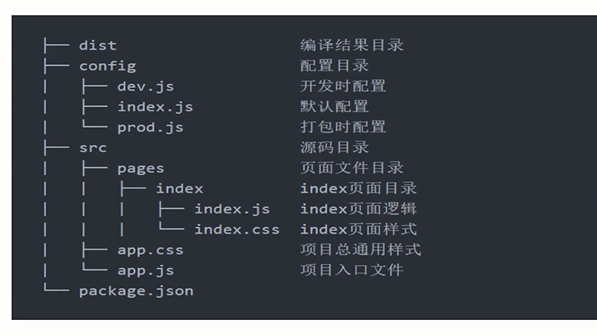 ├── dist 编译结果目录
├── config 配置目录
|   ├── dev.js 开发时配置
|   ├── index.js 默认配置
|   └── prod.js 打包时配置
├── src 源码目录
|   ├── pages 页面文件目录
|   |   ├── index index页面目录
|   |   |   ├── index.js index页面逻辑
|   |   |   └── index.css index页面样式
|   ├── app.css 项目总通用样式
|   └── app.js 项目入口文件
└── package.json